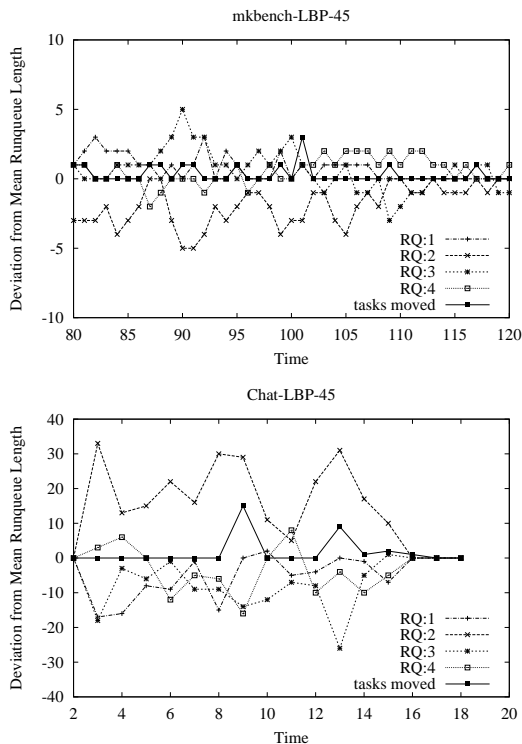 mkbench-LBP-45
Deviation from Mean Runqueue Length
10
5
0
-5
-10
RQ:1
RQ:2
RQ:3
RQ:4
tasks moved
80 85 90 95 100 105 110 115 120
Time
Chat-LBP-45
Deviation from Mean Runqueue Length
40
30
20
10
0
-10
-20
-30
-40
RQ:1
RQ:2
RQ:3
RQ:4
tasks moved
2 4 6 8 10 12 14 16 18 20
Time